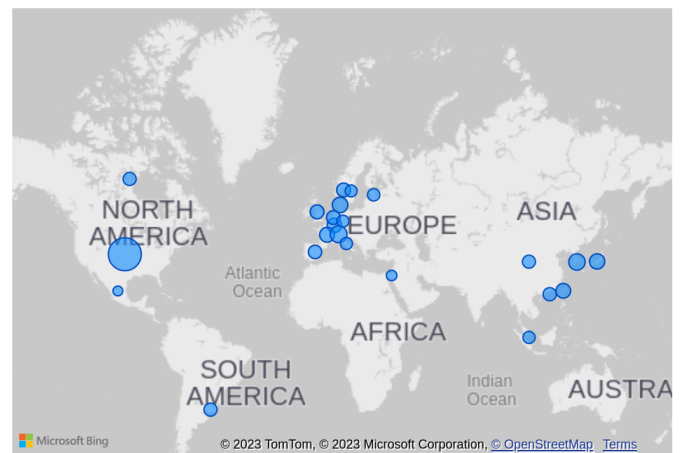 NORTH
AMERICA
EUROPE
ASIA
Atlantic
Ocean
AFRICA
SOUTH
AMERICA
Indian
Ocean
AUSTRA
Microsoft Bing
© 2023 TomTom, © 2023 Microsoft Corporation, © OpenStreetMap Terms